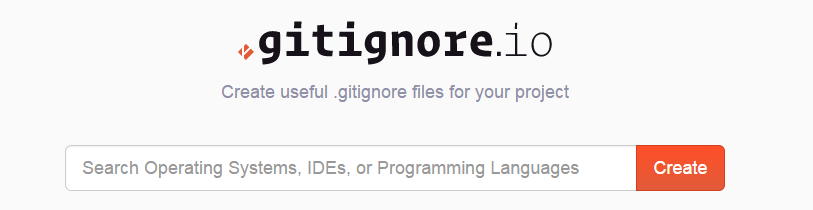 .gitignore.io
Create useful .gitignore files for your project
Search Operating Systems, IDEs, or Programming Languages
Create